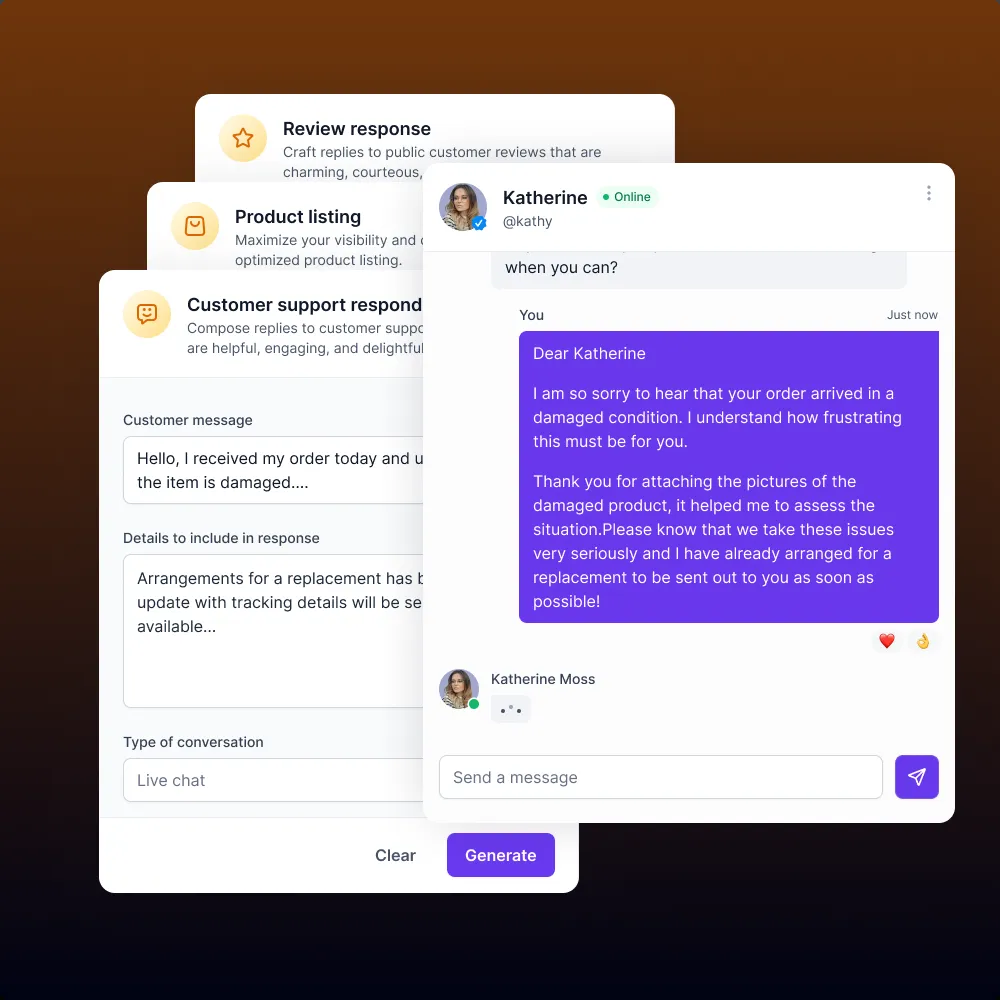 Review response
Craft replies to public customer reviews that are
charming, courteous,
Product listing
Maximize your visibility and
optimized product listing.
Customer support respond
Compose replies to customer
are helpful, engaging, and delightful
Customer message
Hello, I received my order today and
the item is damaged....
Details to include in response
Arrangements for a replacement has
update with tracking details will be
available...
Type of conversation
Live chat
Clear
Generate
Katherine
Online
@kathy
when you can?
You
Just now
Dear Katherine
I am so sorry to hear that your order arrived in a
damaged condition. I understand how frustrating
this must be for you.
Thank you for attaching the pictures of the
damaged product, it helped me to assess the
situation.Please know that we take these issues
very seriously and I have already arranged for a
replacement to be sent out to you as soon as
possible!
Katherine Moss
Send a message